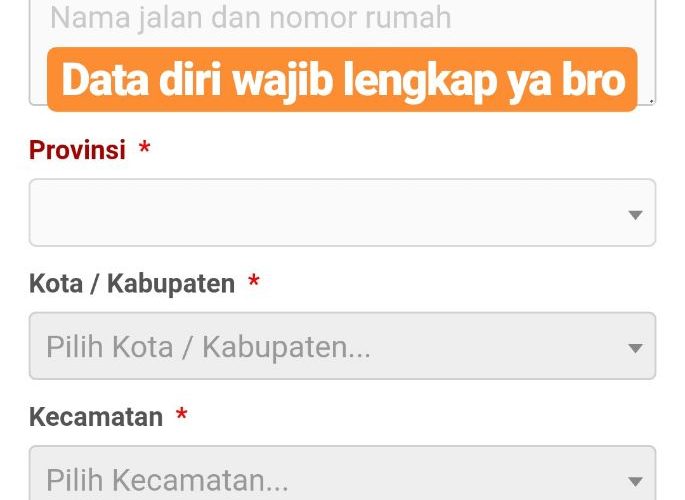 Nama jalan dan nomor rumah
Data diri wajib lengkap ya bro
Provinsi *
Kota / Kabupaten *
Pilih Kota / Kabupaten...
Kecamatan *
Pilih Kecamatan...